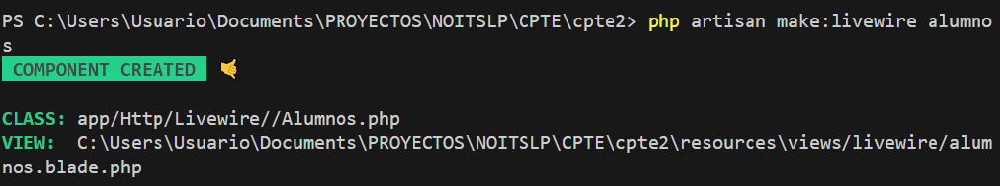 PS C:\Users\Usuario\Documents\PROYECTOS\NOITSLP\CPTE\cpte2> php artisan make:livewire alumno
s
COMPONENT CREATED 🤙
CLASS: app/Http/Livewire//Alumnos.php
VIEW:  C:\Users\Usuario\Documents\PROYECTOS\NOITSLP\CPTE\cpte2\resources\views/livewire/alum
nos.blade.php